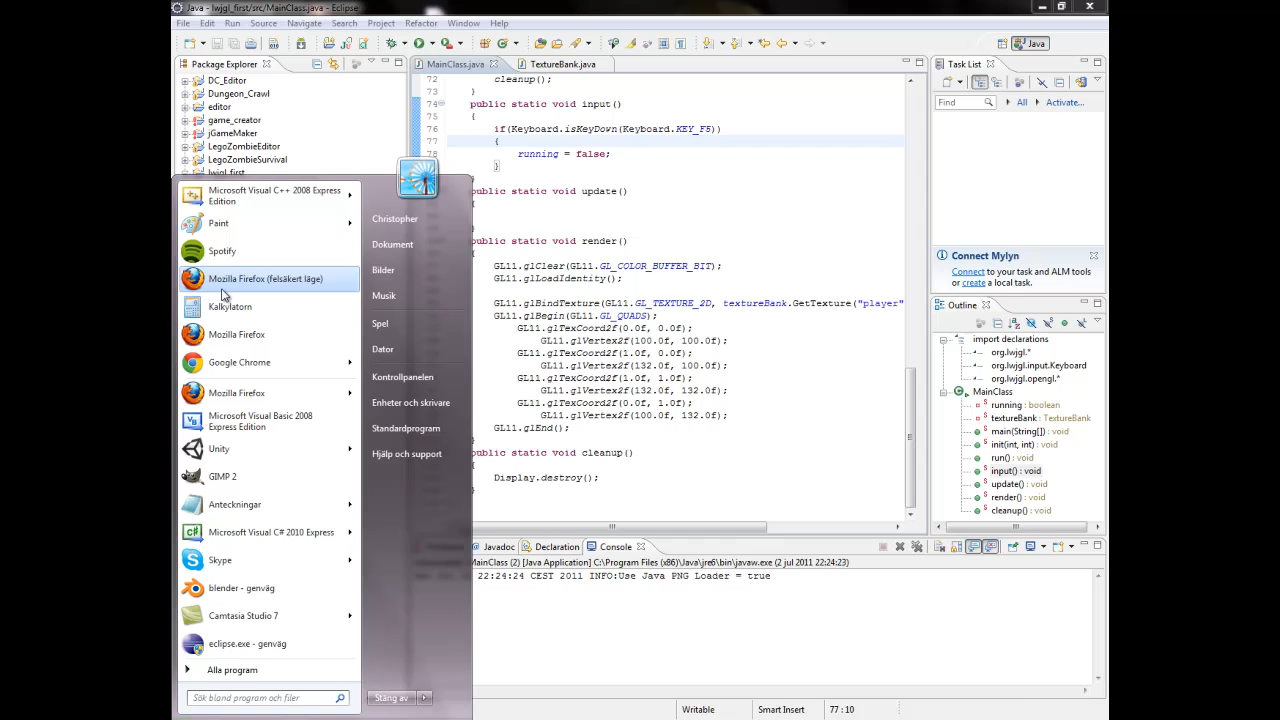 Java - lwjgl_first/src/MainClass.java - Eclipse
File Edit Run Source Navigate Search Project Refactor Window Help
Java
Package Explorer
DC_Editor
Dungeon_Crawl
editor
game_creator
jGameMaker
LegoZombieEditor
LegoZombieSurvival
lwjgl_first
MainClass.java
TextureBank.java
72 cleanup();
73 }
74 public static void input()
75 {
76 if(Keyboard.isKeyDown(Keyboard.KEY_F5))
77 {
78 running = false;
}
public static void update()
public static void render()
GL11.glClear(GL11.GL_COLOR_BUFFER_BIT);
GL11.glLoadIdentity();
GL11.glBindTexture(GL11.GL_TEXTURE_2D, textureBank.GetTexture("player"
GL11.glBegin(GL11.GL_QUADS);
GL11.glTexCoord2f(0.0f, 0.0f);
GL11.glVertex2f(100.0f, 100.0f);
GL11.glTexCoord2f(1.0f, 0.0f);
GL11.glVertex2f(132.0f, 100.0f);
GL11.glTexCoord2f(1.0f, 1.0f);
GL11.glVertex2f(132.0f, 132.0f);
GL11.glTexCoord2f(0.0f, 1.0f);
GL11.glVertex2f(100.0f, 132.0f);
GL11.glEnd();
}
public static void cleanup()
{
Display.destroy();
}
Task List
Find All Activate...
Connect Mylyn
Connect to your task and ALM tools
or create a local task.
Outline
import declarations
org.lwjgl.*
org.lwjgl.input.Keyboard
org.lwjgl.opengl.*
MainClass
running : boolean
textureBank : TextureBank
main(String[]) : void
init(int, int) : void
run() : void
input() : void
update() : void
render() : void
cleanup() : void
Microsoft Visual C++ 2008 Express
Edition
Paint
Spotify
Mozilla Firefox (felsäkert läge)
Kalkylatorn
Mozilla Firefox
Google Chrome
Mozilla Firefox
Microsoft Visual Basic 2008
Express Edition
Unity
GIMP 2
Anteckningar
Microsoft Visual C# 2010 Express
Skype
blender - genväg
Camtasia Studio 7
eclipse.exe - genväg
Alla program
Sök bland program och filer
Christopher
Dokument
Bilder
Musik
Spel
Dator
Kontrollpanelen
Enheter och skrivare
Standardprogram
Hjälp och support
Stäng av
Javadoc Declaration Console
MainClass (2) [Java Application] C:\Program Files (x86)\Java\jre6\bin\javaw.exe (2 jul 2011 22:24:23)
22:24:24 CEST 2011 INFO:Use Java PNG Loader = true
Writable Smart Insert 77 : 10